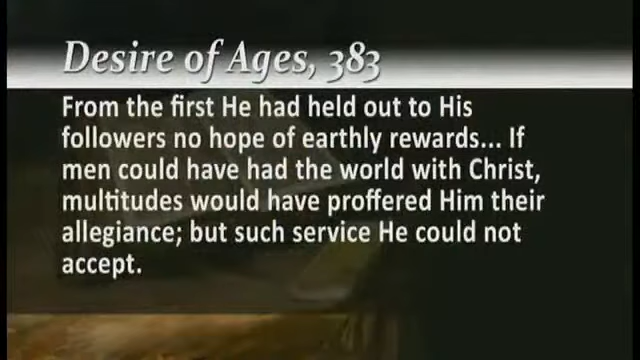 Desire of Ages, 383
From the first He had held out to His
followers no hope of earthly rewards... If
men could have had the world with Christ,
multitudes would have proffered Him their
allegiance; but such service He could not
accept.